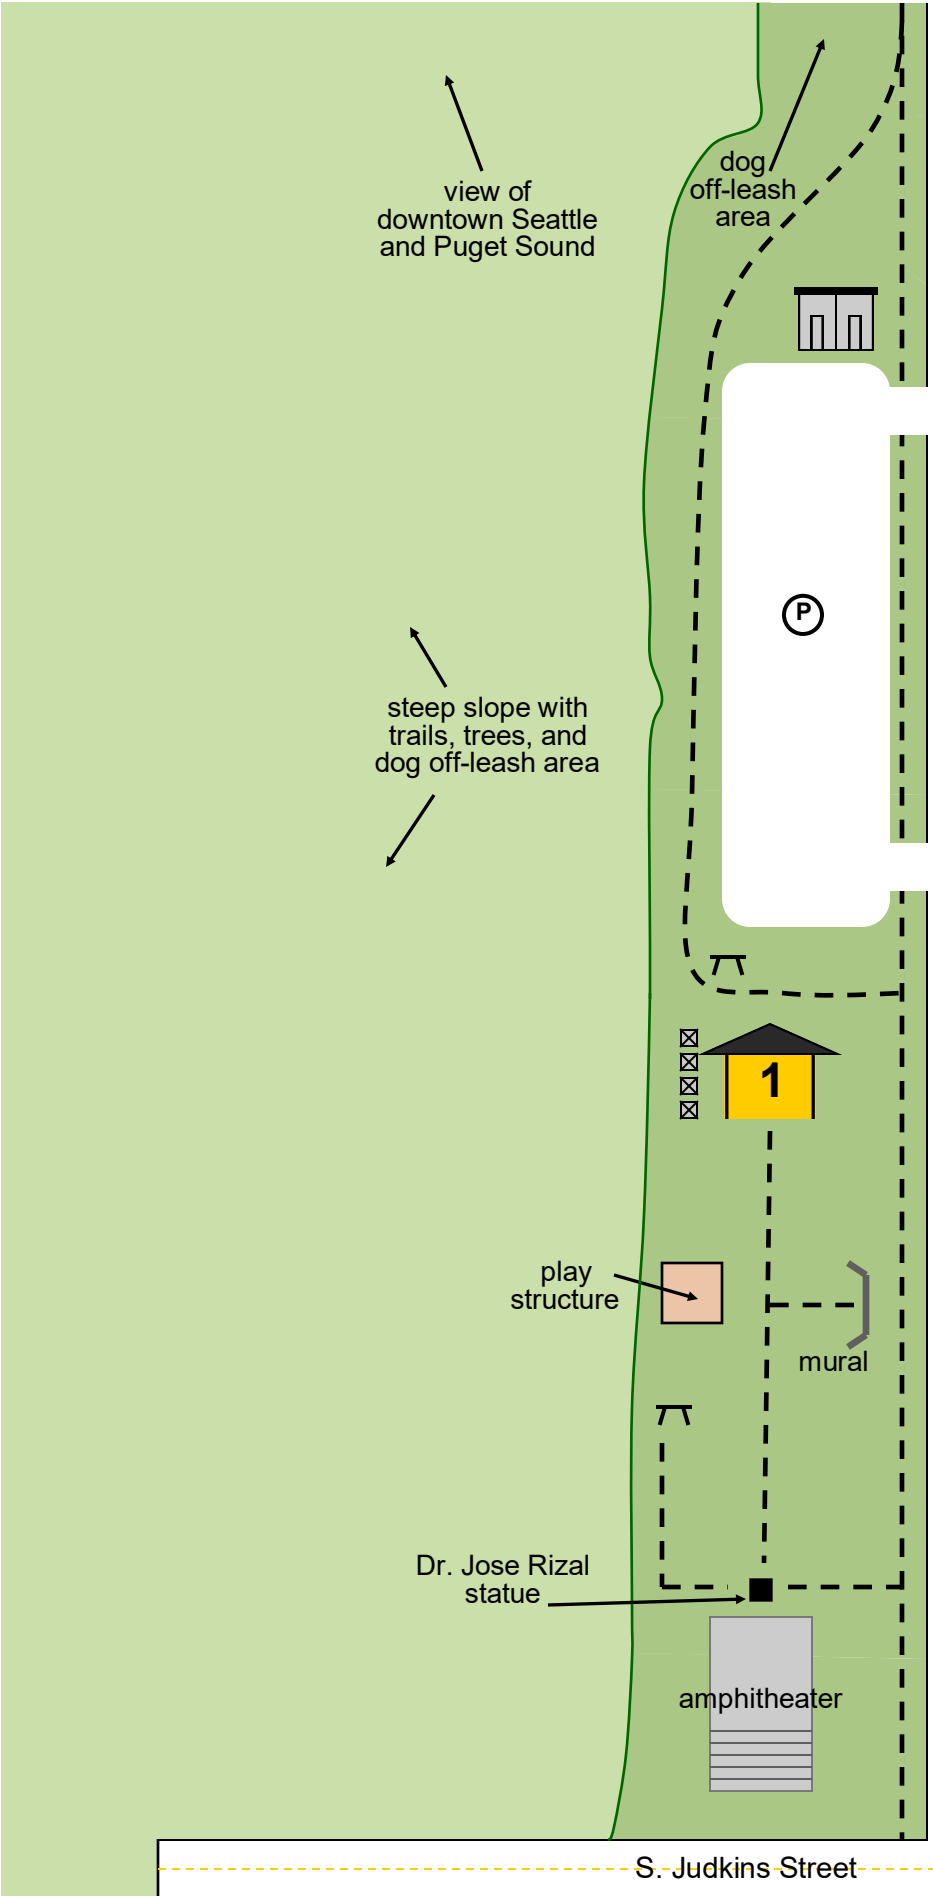 dog
off-leash
area
view of
downtown Seattle
and Puget Sound
P
steep slope with
trails, trees, and
dog off-leash area
1
play
structure
mural
Dr. Jose Rizal
statue
amphitheater
S. Judkins Street